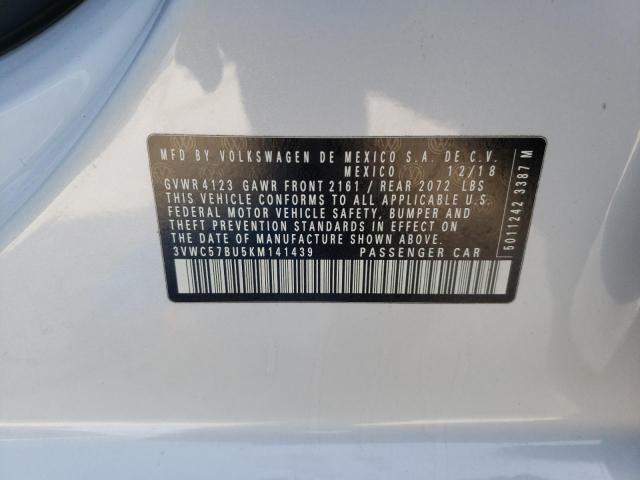 MFD BY VOLKSWAGEN DE MEXICO S.A. DE C.V.
MEXICO 12/18
GVWR 4123 GAWR FRONT 2161 / REAR 2072 LBS
THIS VEHICLE CONFORMS TO ALL APPLICABLE U.S.
FEDERAL MOTOR VEHICLE SAFETY, BUMPER AND
THEFT PREVENTION STANDARDS IN EFFECT ON
THE DATE OF MANUFACTURE SHOWN ABOVE.
3VWC57BU5KM141439 PASSENGER CAR
5011242 3387 M